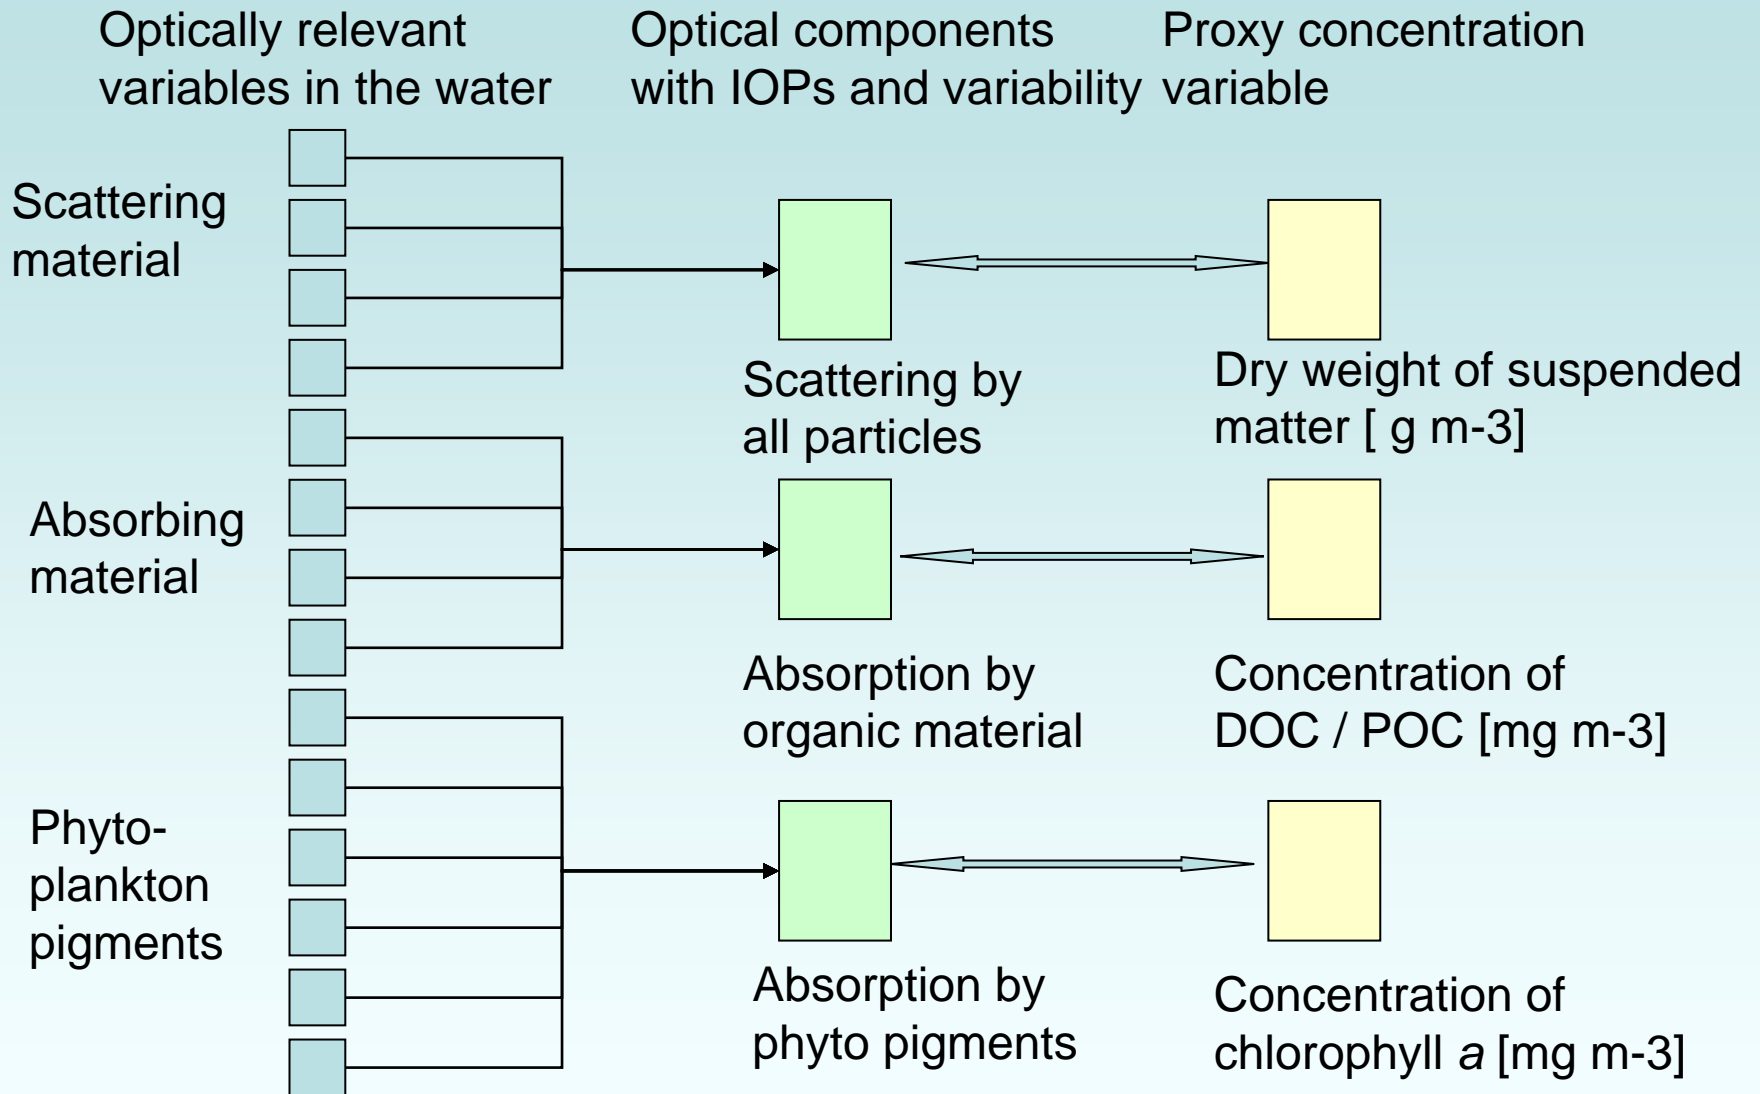 Optically relevant
variables in the water
Optical components
with IOPs and variability
Proxy concentration
variable
Scattering
material
Scattering by
all particles
Dry weight of suspended
matter [ g m-3]
Absorbing
material
Absorption by
organic material
Concentration of
DOC / POC [mg m-3]
Phyto-
plankton
pigments
Absorption by
phyto pigments
Concentration of
chlorophyll a [mg m-3]